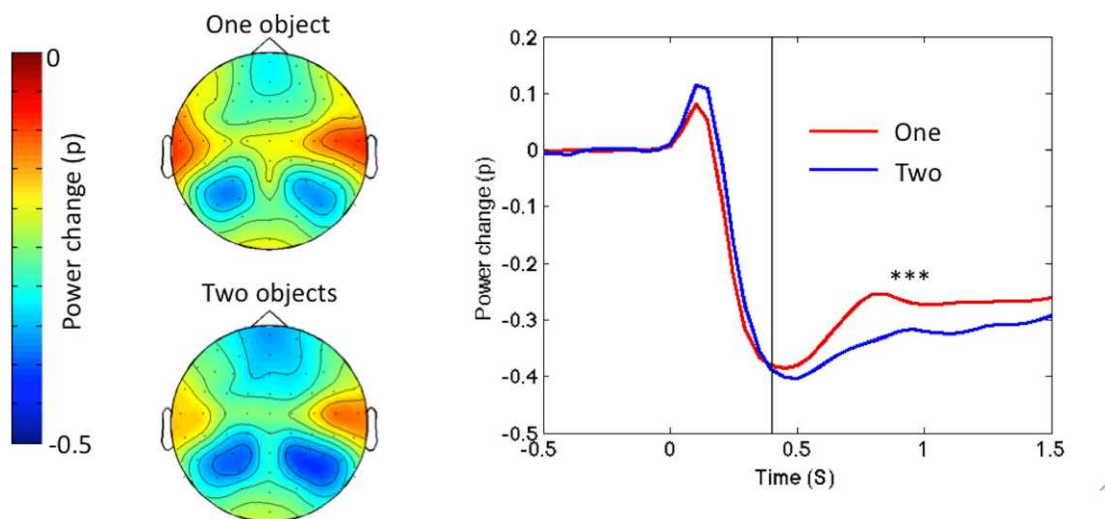 One object
0
Power change (p)
-0.5
Two objects
0.2
0.1
0
-0.1
-0.2
-0.3
-0.4
-0.5
Power change (p)
One
Two
***
-0.5
0
0.5
1
1.5
Time (S)